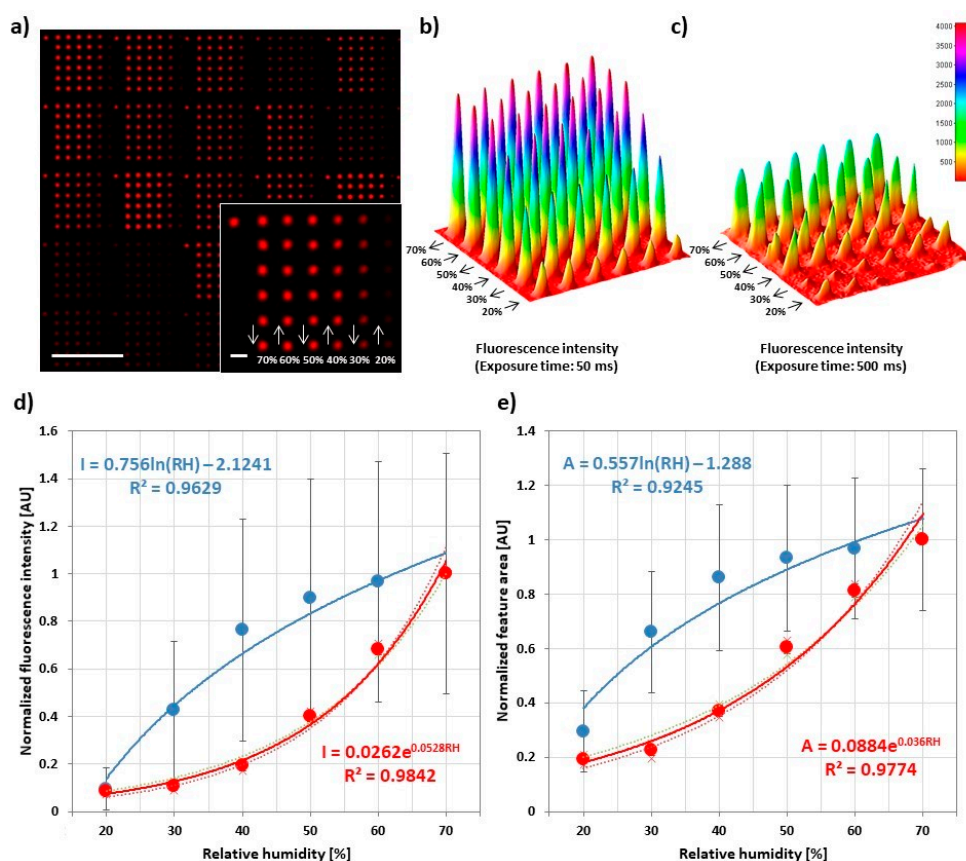 a)
70% 60% 50% 40% 30% 20%
b)
70%
60%
50%
40%
30%
20%
Fluorescence intensity
(Exposure time: 50 ms)
c)
70%
60%
50%
40%
30%
20%
Fluorescence intensity
(Exposure time: 500 ms)
4000
3500
3000
2500
2000
1500
1000
500
d)
Normalized fluorescence intensity [AU]
1.6
1.4
1.2
1
0.8
0.6
0.4
0.2
0
I = 0.756ln(RH) – 2.1241
R² = 0.9629
I = 0.0262e^0.0528RH
R² = 0.9842
20 30 40 50 60 70
Relative humidity [%]
e)
Normalized feature area [AU]
1.4
1.2
1
0.8
0.6
0.4
0.2
0
A = 0.557ln(RH) – 1.288
R² = 0.9245
A = 0.0884e^0.036RH
R² = 0.9774
20 30 40 50 60 70
Relative humidity [%]